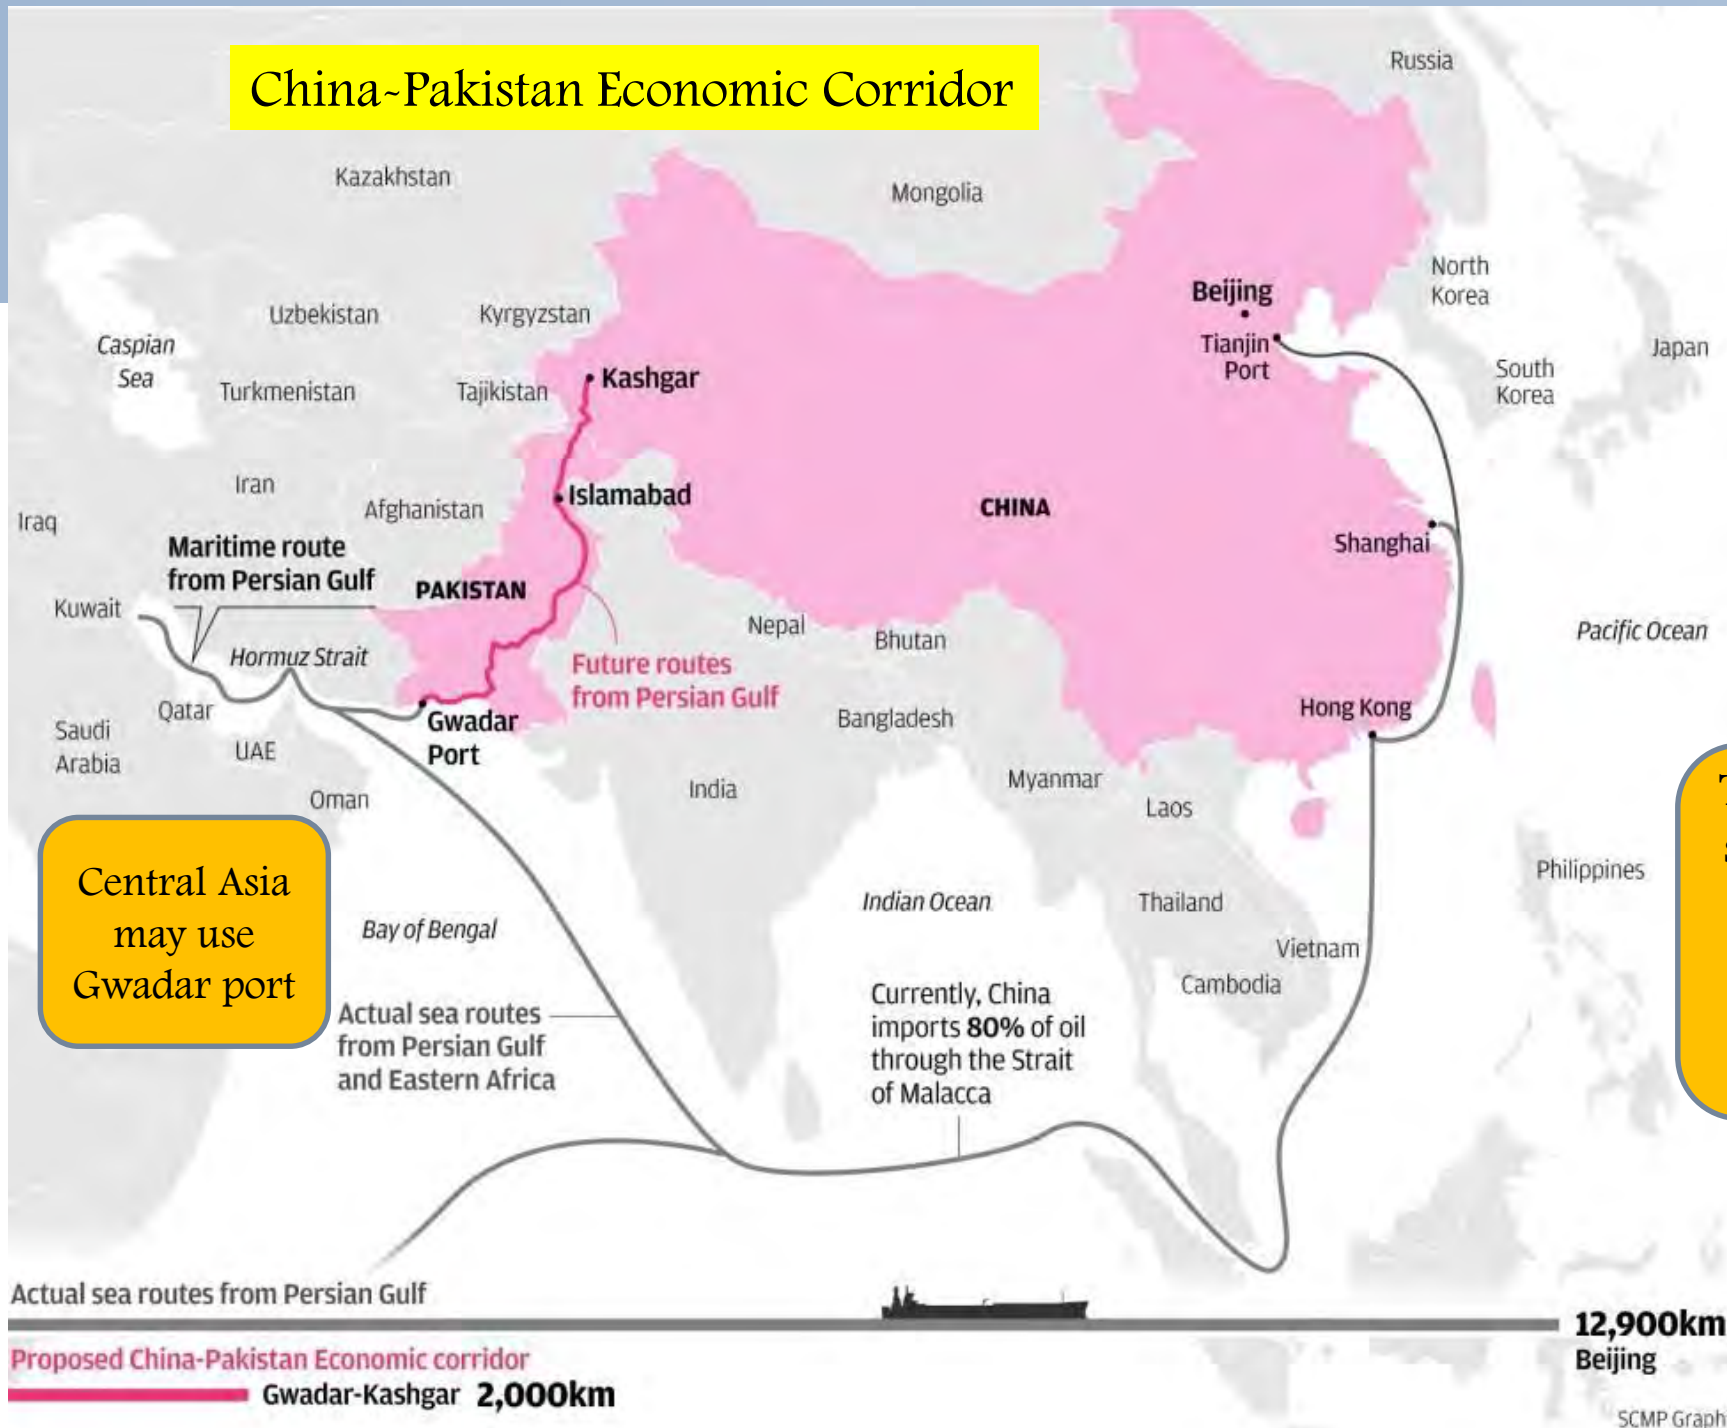 China-Pakistan Economic Corridor
Russia
Kazakhstan
Mongolia
North
Korea
Beijing
Uzbekistan
Kyrgyzstan
Caspian
Sea
Tianjin
Port
Japan
South
Korea
Turkmenistan
Tajikistan
Kashgar
Iran
Afghanistan
Islamabad
CHINA
Iraq
Shanghai
Maritime route
from Persian Gulf
PAKISTAN
Kuwait
Nepal
Bhutan
Pacific Ocean
Hormuz Strait
Future routes
from Persian Gulf
Qatar
Hong Kong
Saudi
Arabia
Gwadar
Port
Bangladesh
UAE
India
Myanmar
Oman
Laos
Central Asia
may use
Gwadar port
Philippines
Indian Ocean
Thailand
Bay of Bengal
Vietnam
Cambodia
Actual sea routes
from Persian Gulf
and Eastern Africa
Currently, China
imports 80% of oil
through the Strait
of Malacca
Actual sea routes from Persian Gulf
12,900km
Beijing
Proposed China-Pakistan Economic corridor
Gwadar-Kashgar 2,000km
SCMP Graph